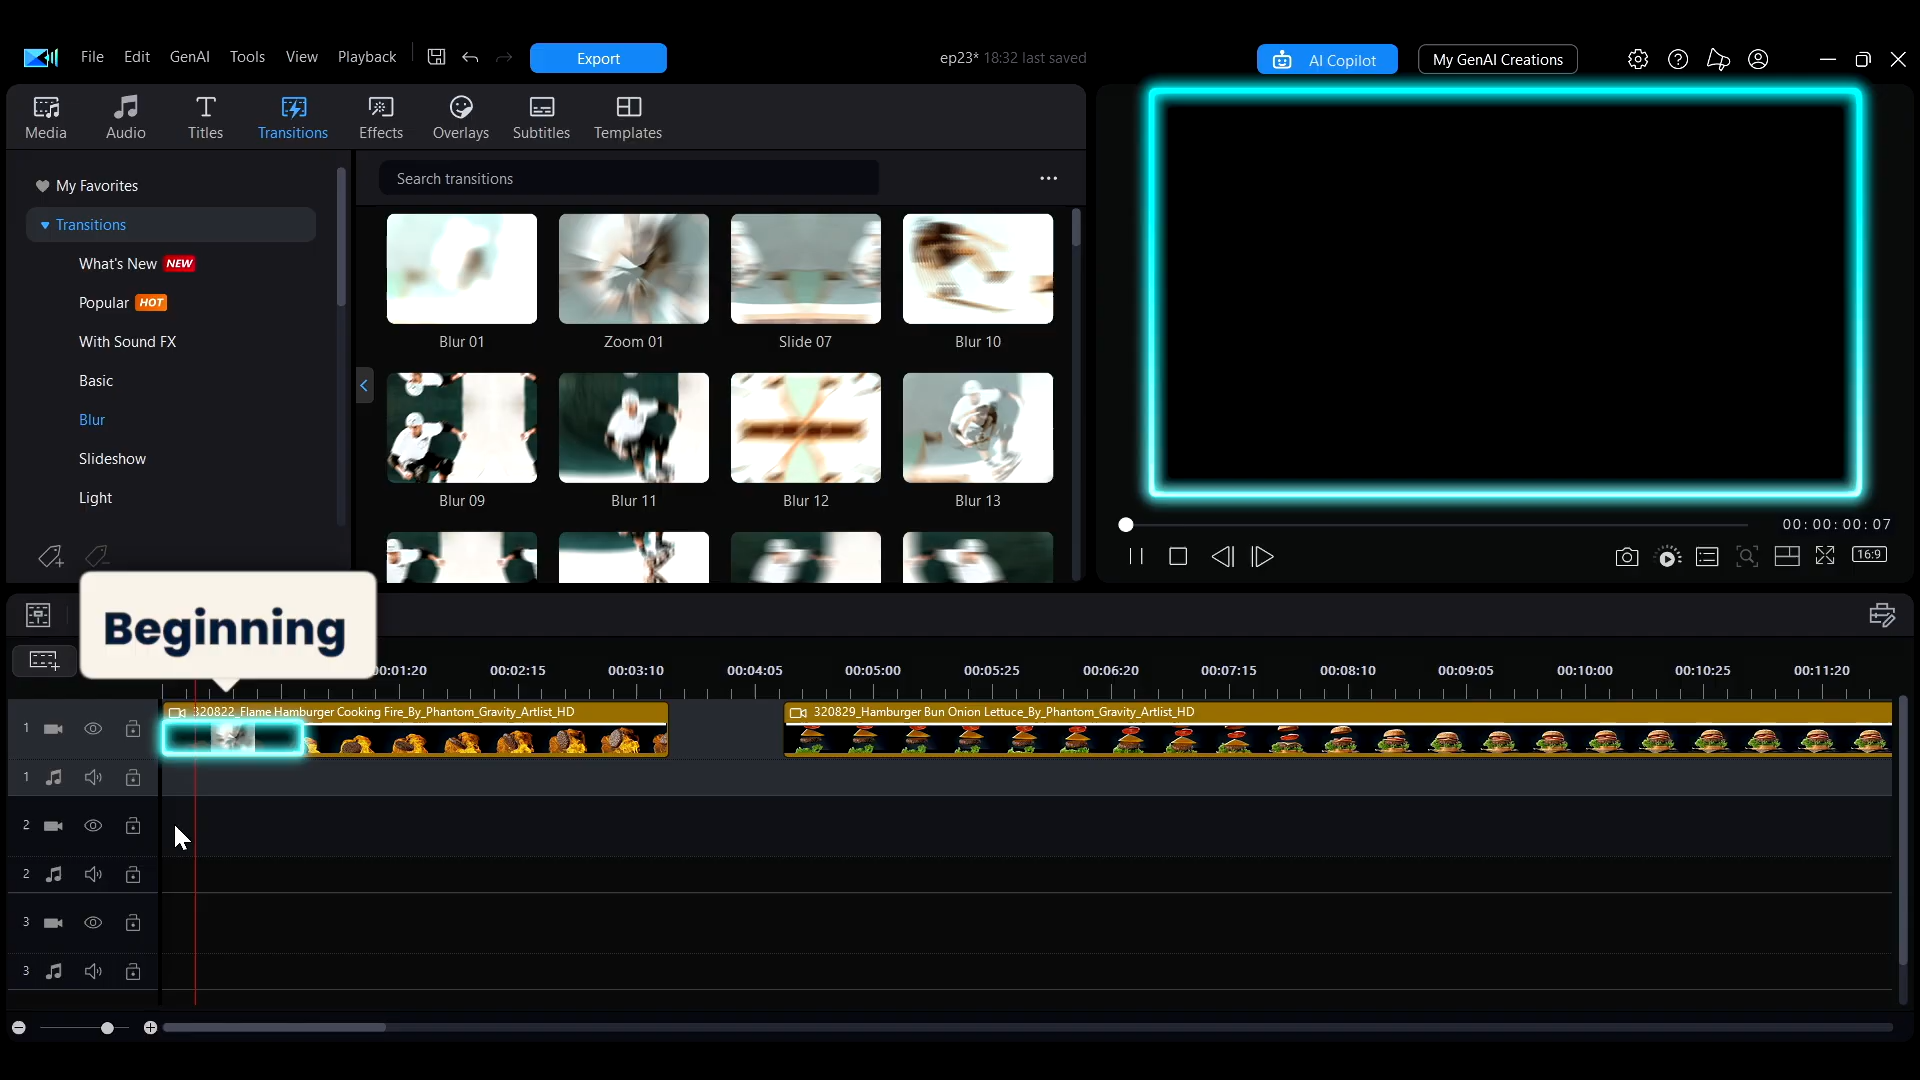 File Edit GenAI Tools View Playback Export ep23* 18:32 last saved AI Copilot My GenAI Creations
Media Audio Titles Transitions Effects Overlays Subtitles Templates
My Favorites
Search transitions
Transitions
What's New NEW
Popular HOT
With Sound FX
Basic
Blur
Slideshow
Light
Blur 01 Zoom 01 Slide 07 Blur 10
Blur 09 Blur 11 Blur 12 Blur 13
00:00:00:07
16:9
Beginning
00:01:20 00:02:15 00:03:10 00:04:05 00:05:00 00:05:25 00:06:20 00:07:15 00:08:10 00:09:05 00:10:00 00:10:25 00:11:20
320822_Flame Hamburger Cooking Fire_By_Phantom_Gravity_Artlist_HD
320829_Hamburger Bun Onion Lettuce_By_Phantom_Gravity_Artlist_HD
1
1
2
2
3
3